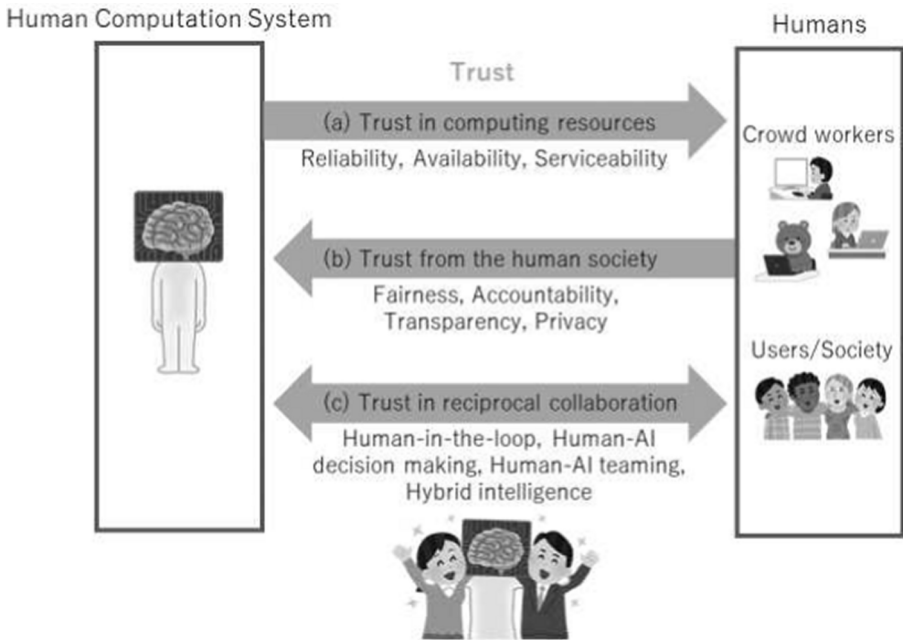 Human Computation System
Humans
Trust
(a) Trust in computing resources
Reliability, Availability, Serviceability
Crowd workers
(b) Trust from the human society
Fairness, Accountability,
Transparency, Privacy
Users/Society
(c) Trust in reciprocal collaboration
Human-in-the-loop, Human-AI
decision making, Human-AI teaming,
Hybrid intelligence